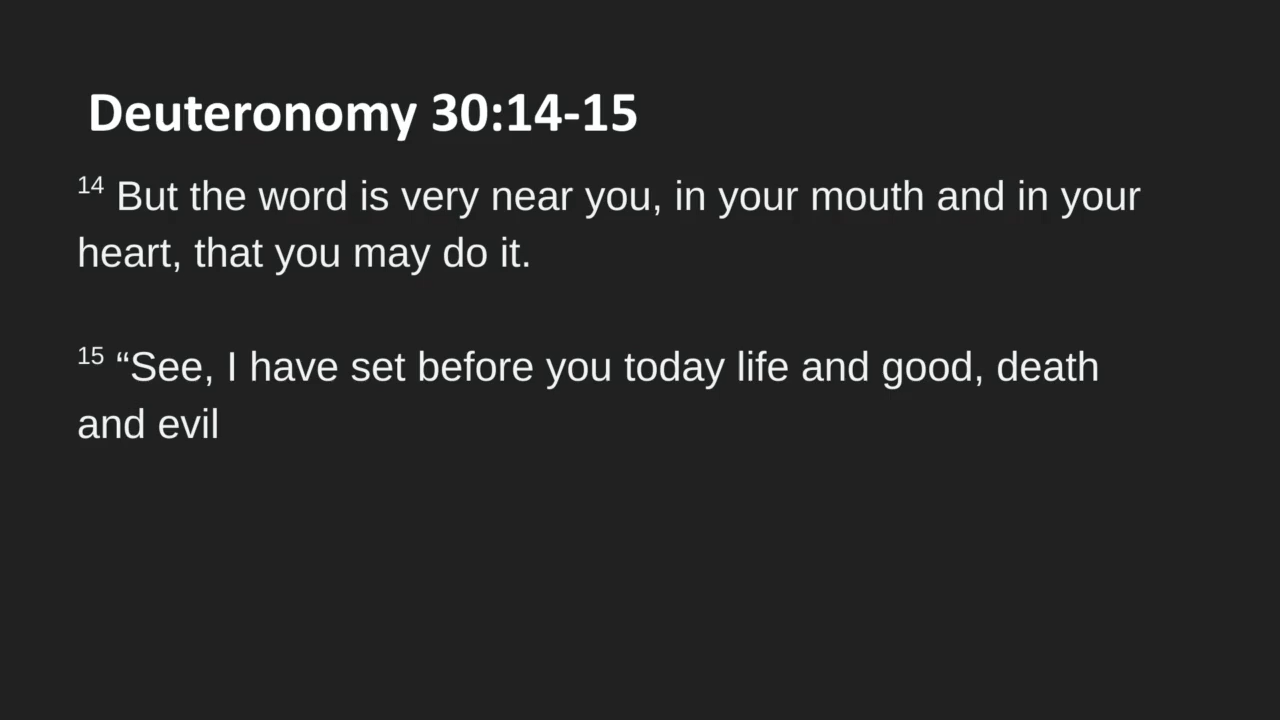 Deuteronomy 30:14-15
14 But the word is very near you, in your mouth and in your
heart, that you may do it.
15 “See, I have set before you today life and good, death
and evil